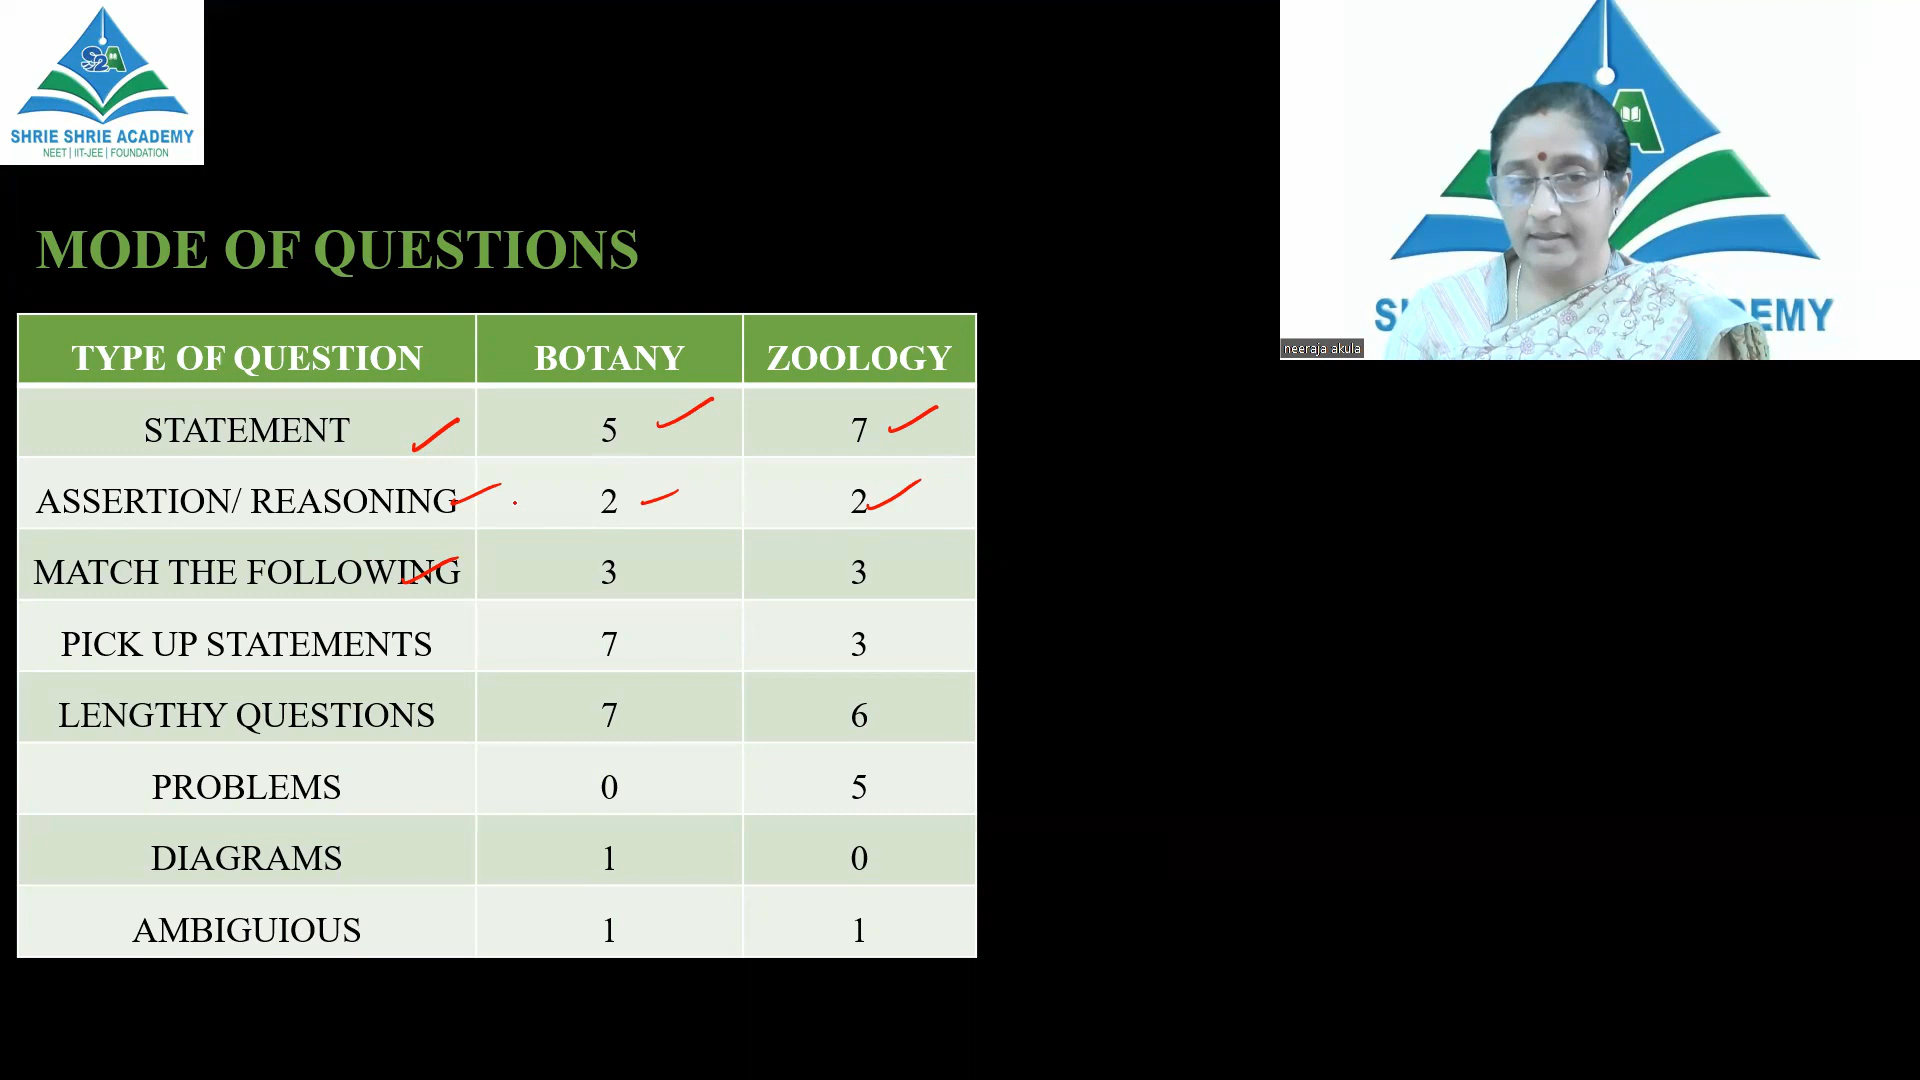 S2A
SHRIE SHRIE ACADEMY
NEET | IIT-JEE | FOUNDATION
A
SH
EMY
neeraja akula
MODE OF QUESTIONS
TYPE OF QUESTION BOTANY ZOOLOGY
STATEMENT 5 7
ASSERTION/ REASONING 2 2
MATCH THE FOLLOWING 3 3
PICK UP STATEMENTS 7 3
LENGTHY QUESTIONS 7 6
PROBLEMS 0 5
DIAGRAMS 1 0
AMBIGUIOUS 1 1